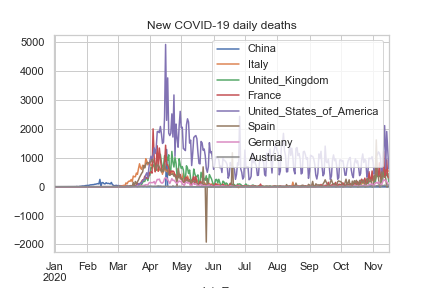 New COVID-19 daily deaths
5000
4000
3000
2000
1000
0
−1000
−2000
China
Italy
United_Kingdom
France
United_States_of_America
Spain
Germany
Austria
Jan Feb Mar Apr May Jun Jul Aug Sep Oct Nov
2020